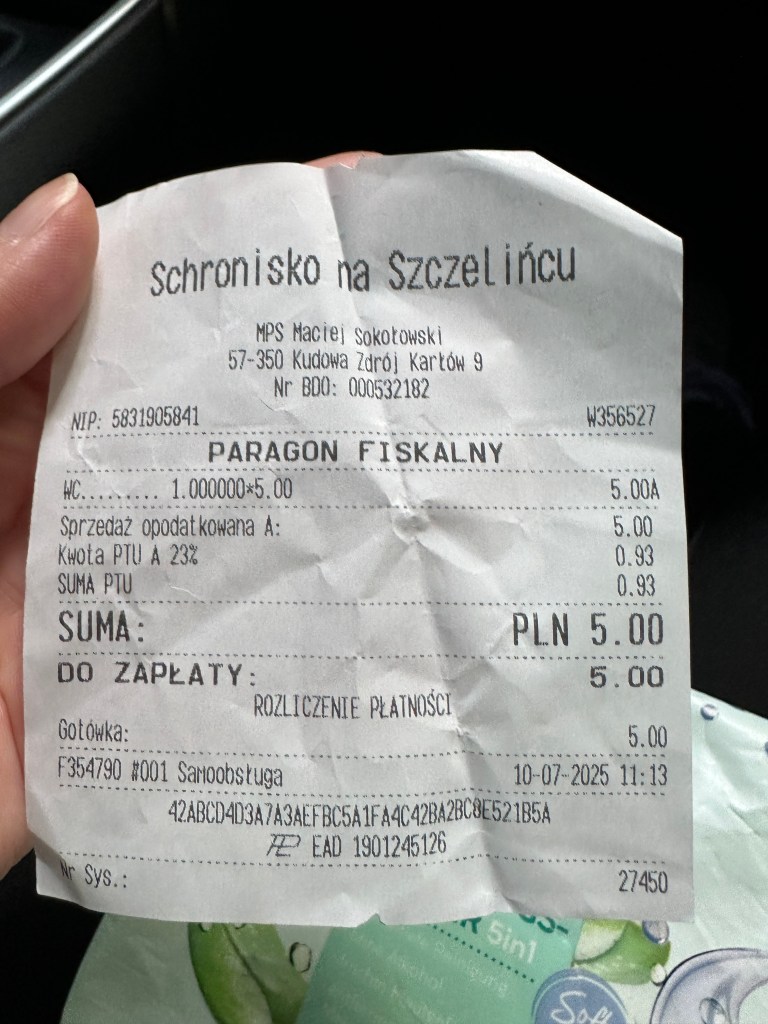 Schronisko na Szczelińcu
MPS Maciej Sokołowski
57-350 Kudowa Zdrój Karłów 9
Nr BDO: 000532182
NIP: 5831905841 W356527
PARAGON FISKALNY
WC......... 1.000000*5.00 5.00A
Sprzedaż opodatkowana A: 5.00
Kwota PTU A 23% 0.93
SUMA PTU 0.93
SUMA: PLN 5.00
DO ZAPŁATY: 5.00
ROZLICZENIE PŁATNOŚCI
Gotówka: 5.00
F354790 #001 Samoobsługa 10-07-2025 11:13
42ABCD4D3A7A3AEFBC5A1FA4C42BA2BC8E521B5A
EAD 1901245126
Nr Sys.: 27450
5in1
Alcohol
Soft